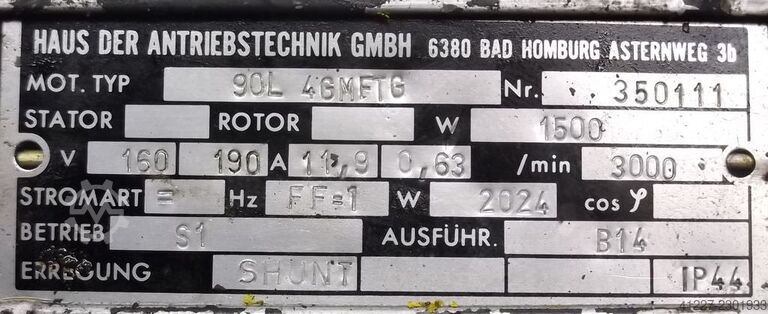 HAUS DER ANTRIEBSTECHNIK GMBH 6380 BAD HOMBURG ASTERNWEG 3b
MOT. TYP 90L 4GMFTG Nr. 350111
STATOR ROTOR W 1500
V 160 190 A 11,9 0,63 /min 3000
STROMART = Hz FF=1 W 2024 cos φ
BETRIEB S1 AUSFÜHR. B14
ERREGUNG SHUNT IP44
41227-2301933